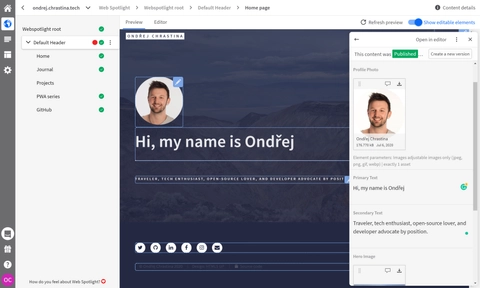 ondrej.chrastina.tech
Web Spotlight
Webspotlight root
Default Header
Home page
Content details
Webspotlight root
Default Header
Home
Journal
Projects
PWA series
GitHub
How do you feel about Web Spotlight?
DC
Preview
Editor
Refresh preview
Show editable elements
ONDŘEJ CHRASTINA
Hi, my name is Ondřej
TRAVELER, TECH ENTHUSIAST, OPEN-SOURCE LOVER, AND DEVELOPER ADVOCATE BY POSIT
Open in editor
This content was Published
Create a new version
Profile Photo
Ondřej Chrastina
Element parameters: Images adjustable images only (jpeg, png, gif, webp) exactly 1 asset
Primary Text
Hi, my name is Ondřej
Secondary Text
Traveler, tech enthusiast, open-source lover, and
developer advocate by position.
Hero Image